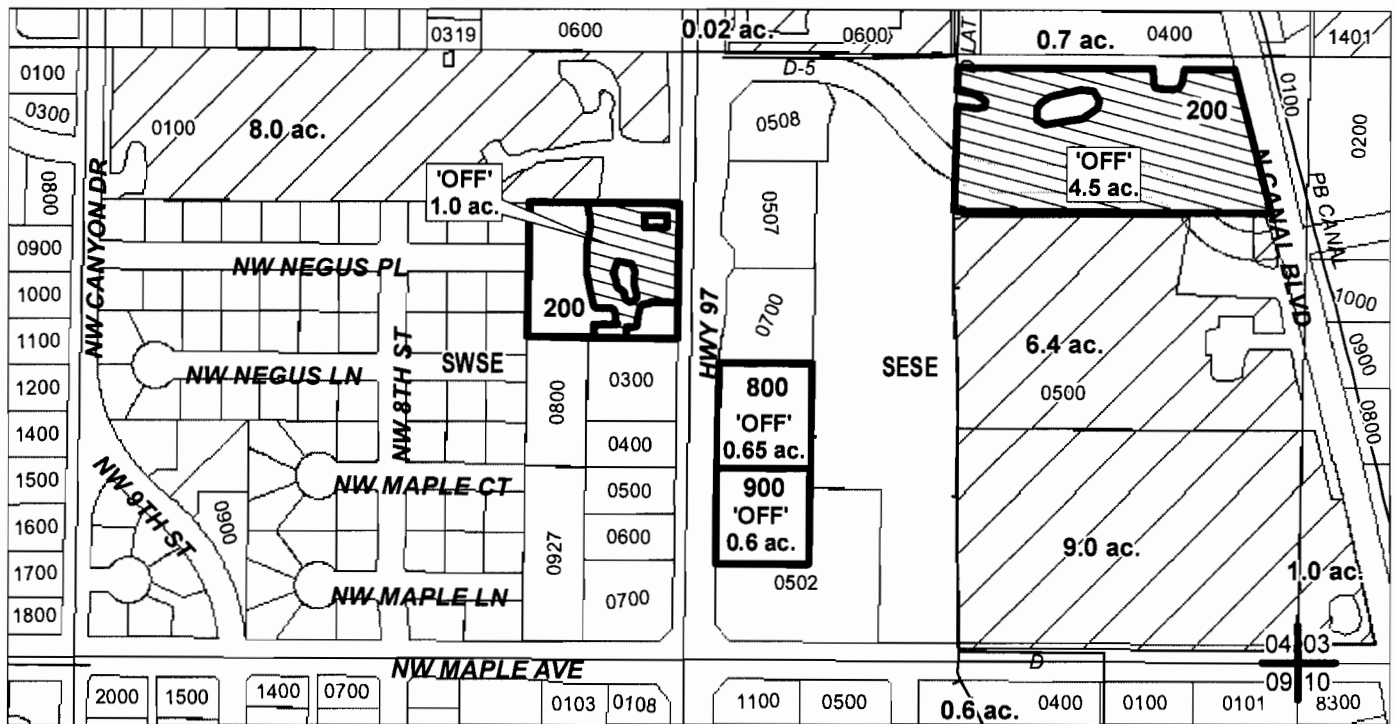 0319
0600
0.02 ac.
0600
D LAT
0.7 ac.
0400
1401
0100
D-5
0300
0100
8.0 ac.
0508
200
0100
0200
'OFF'
1.0 ac.
'OFF'
4.5 ac.
0800
NW CANYON DR
0507
N CANAL BLVD
PB CANAL
0900
NW NEGUS PL
1000
200
HWY 97
0700
1000
1100
NW 8TH ST
SWSE
6.4 ac.
0900
NW NEGUS LN
0300
SESE
1200
0800
800
'OFF'
0.65 ac.
0500
0800
1400
0400
NW 9TH ST
1500
NW MAPLE CT
0500
900
'OFF'
0.6 ac.
0900
1600
0927
0600
9.0 ac.
1700
0502
1.0 ac.
NW MAPLE LN
0700
1800
04
03
D
NW MAPLE AVE
09
10
2000
1500
1400
0700
0103
0108
1100
0500
0.6 ac.
0400
0100
0101
8300